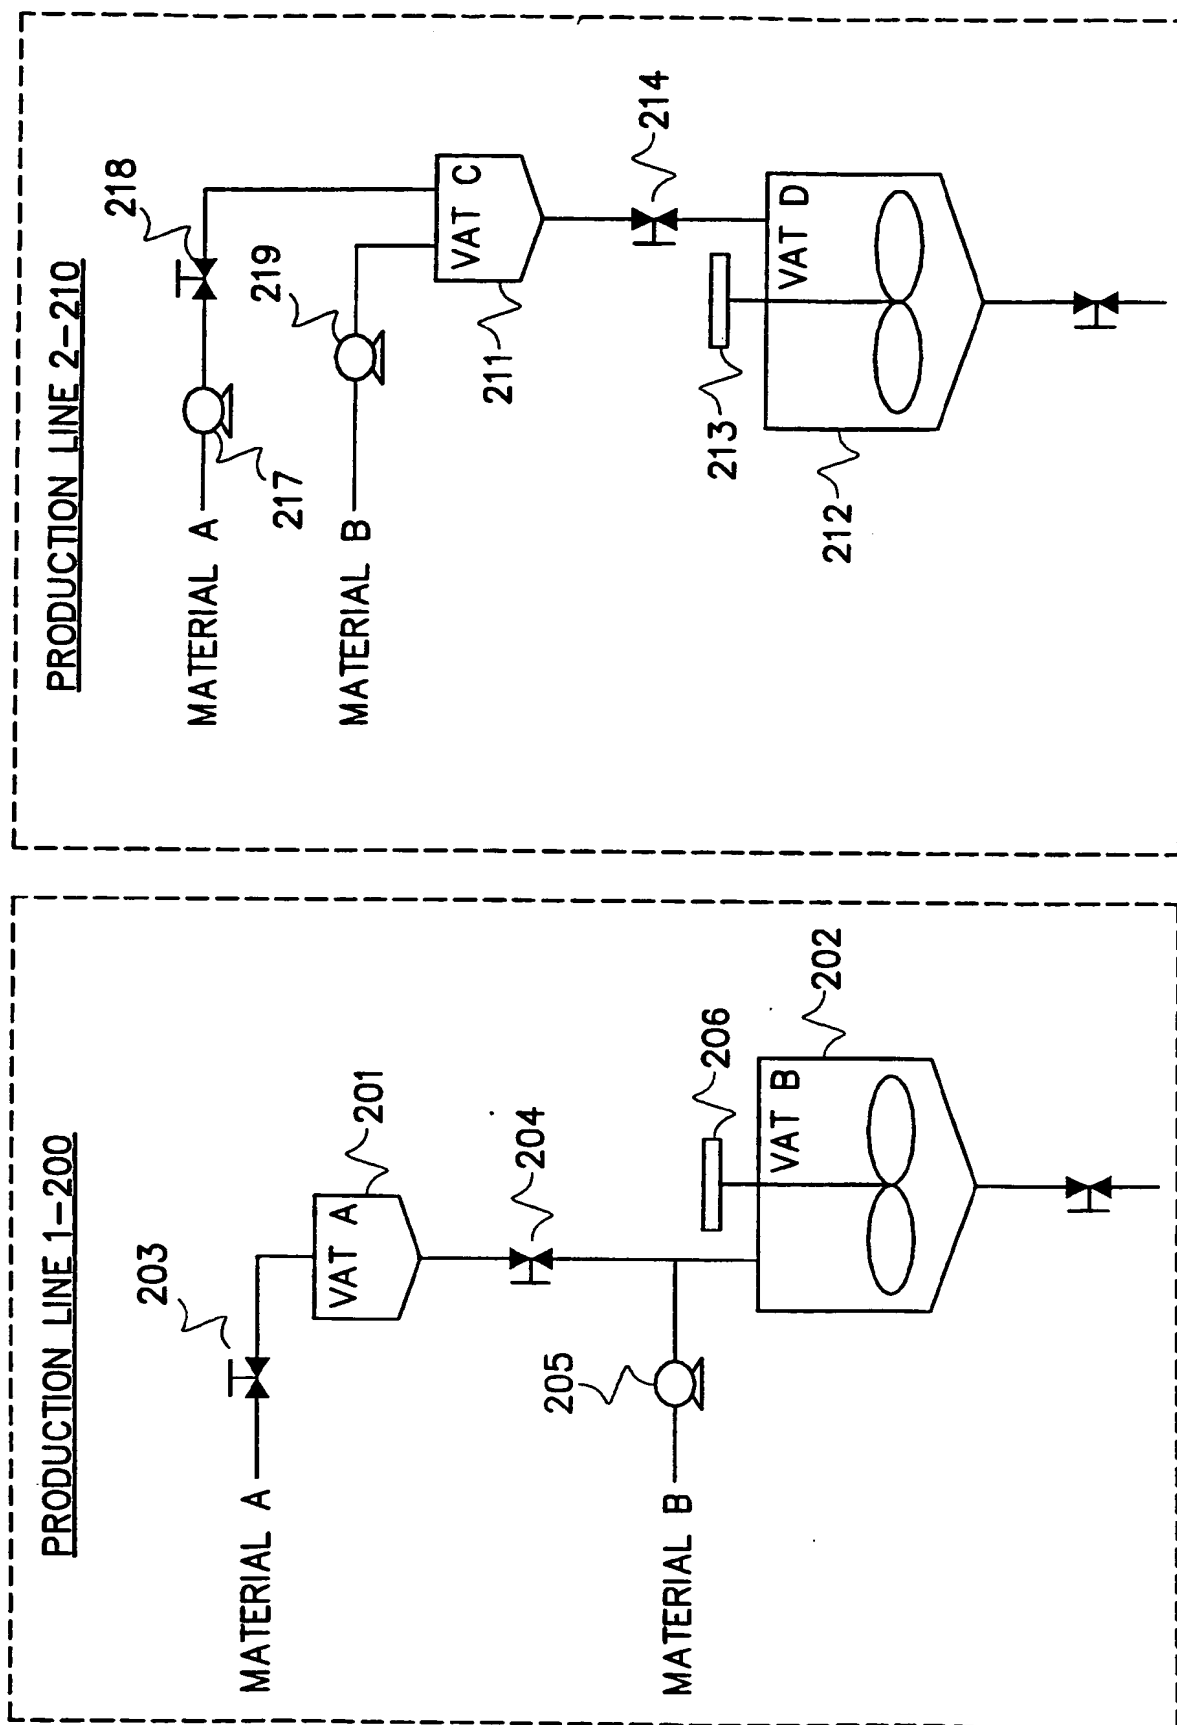 PRODUCTION LINE 1-200
203
MATERIAL A
VAT A
201
204
205
MATERIAL B
206
VAT B
202
PRODUCTION LINE 2-210
218
MATERIAL A
217
219
MATERIAL B
VAT C
211
214
213
VAT D
212